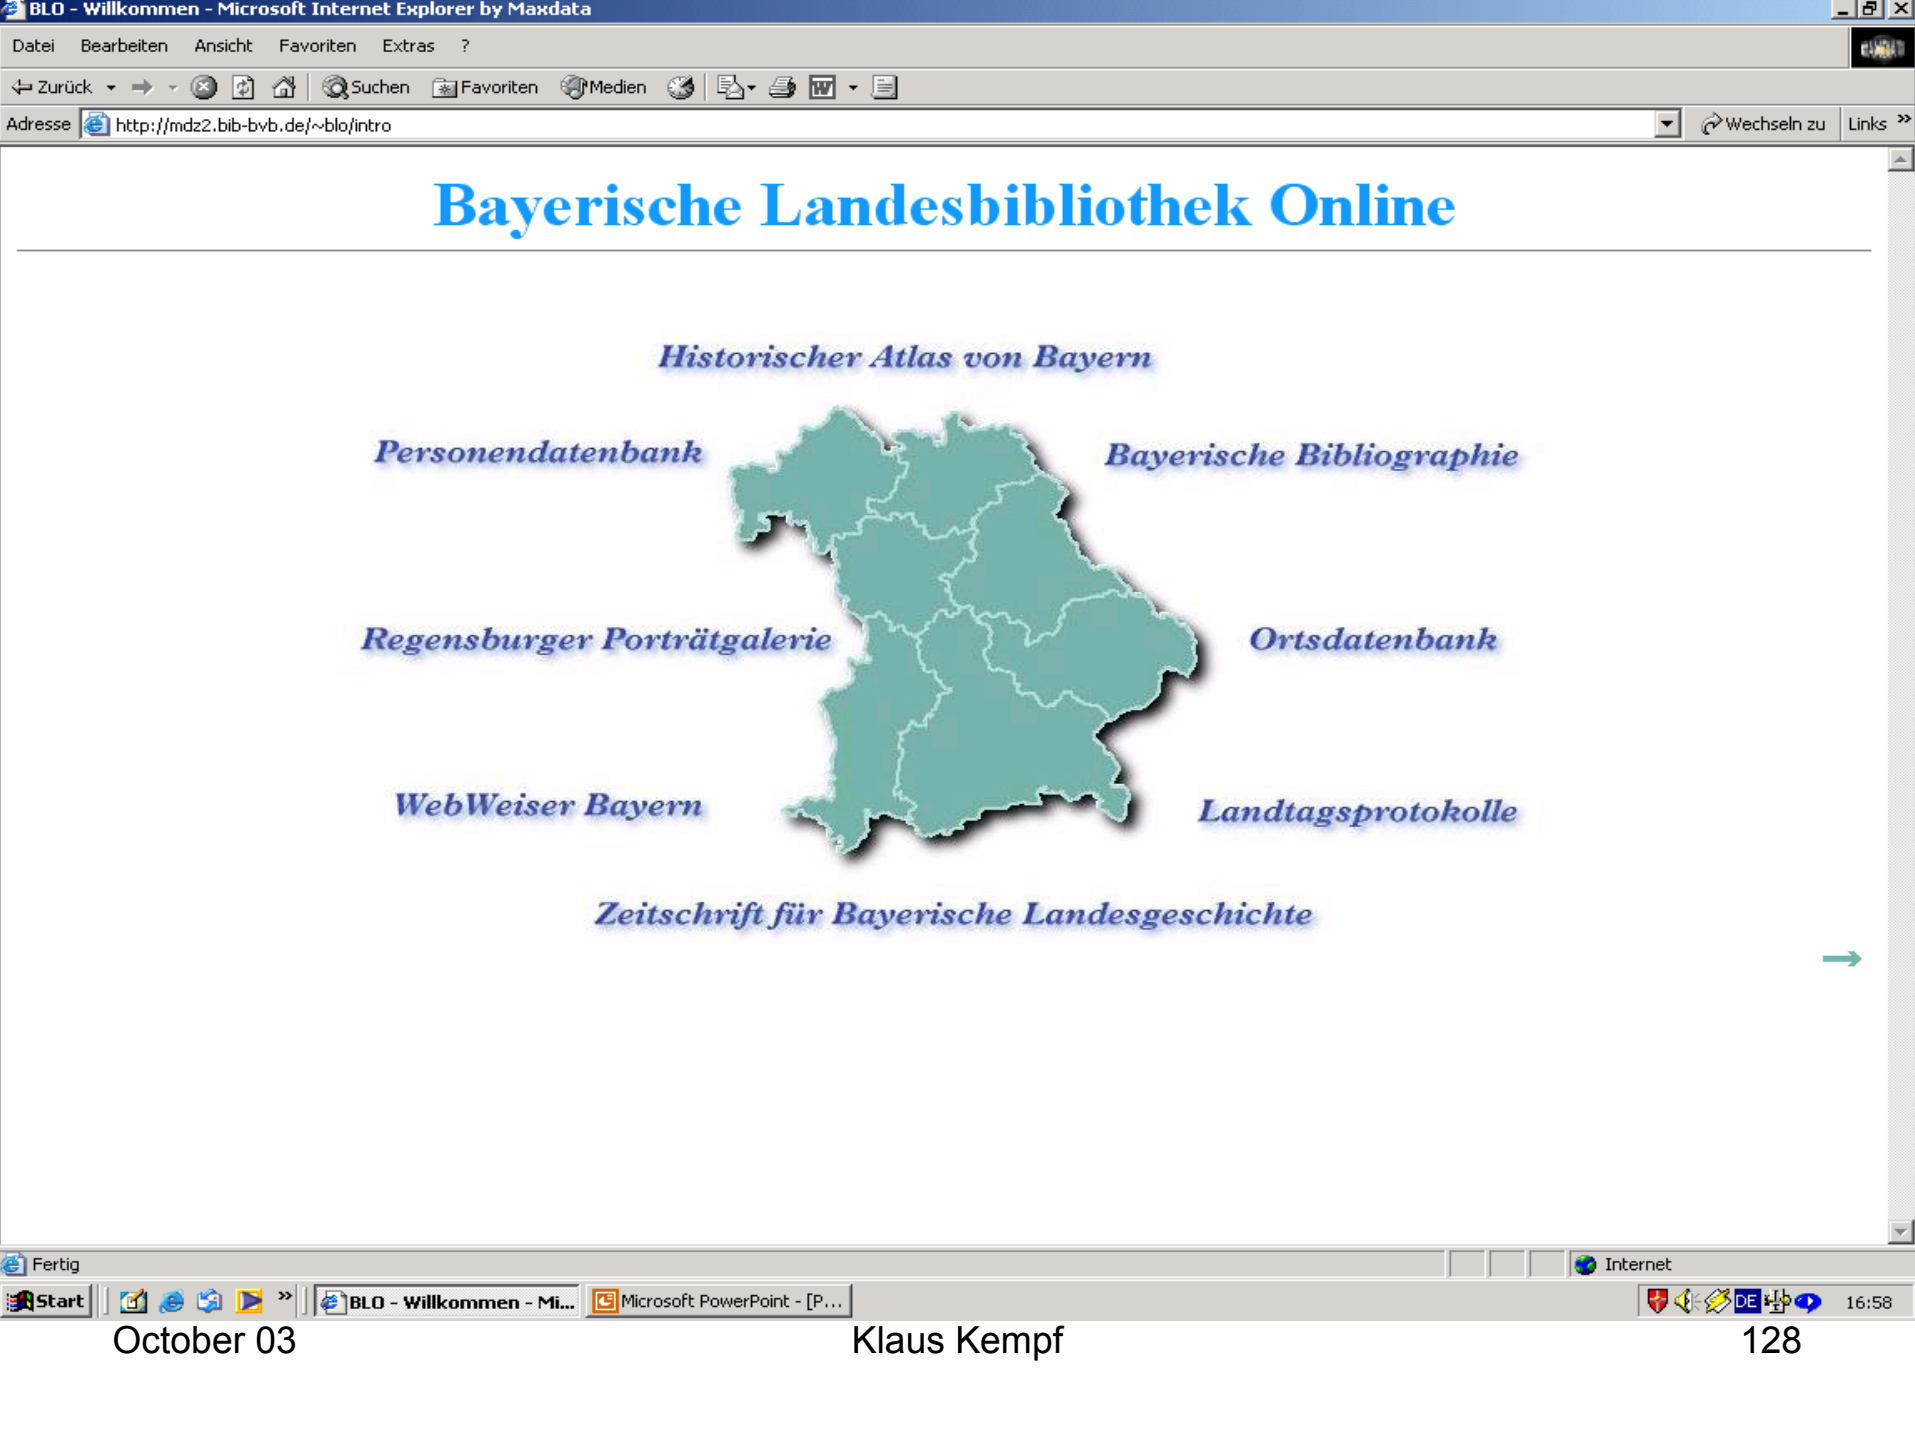 BLO - Willkommen - Microsoft Internet Explorer by Maxdata
Datei Bearbeiten Ansicht Favoriten Extras ?
Zurück Suchen Favoriten Medien
Adresse http://mdz2.bib-bvb.de/~blo/intro Wechseln zu Links »
Bayerische Landesbibliothek Online
Historischer Atlas von Bayern
Personendatenbank Bayerische Bibliographie
Regensburger Porträtgalerie Ortsdatenbank
WebWeiser Bayern Landtagsprotokolle
Zeitschrift für Bayerische Landesgeschichte
Fertig Internet
Start » BLO - Willkommen - Mi... Microsoft PowerPoint - [P... DE 16:58
October 03 Klaus Kempf 128